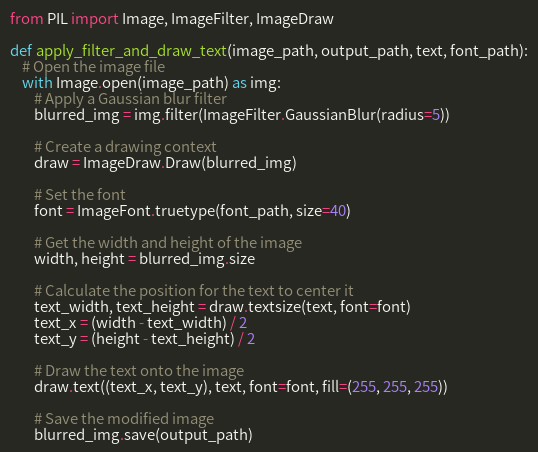 from PIL import Image, ImageFilter, ImageDraw

def apply_filter_and_draw_text(image_path, output_path, text, font_path):
    # Open the image file
    with Image.open(image_path) as img:
        # Apply a Gaussian blur filter
        blurred_img = img.filter(ImageFilter.GaussianBlur(radius=5))

        # Create a drawing context
        draw = ImageDraw.Draw(blurred_img)

        # Set the font
        font = ImageFont.truetype(font_path, size=40)

        # Get the width and height of the image
        width, height = blurred_img.size

        # Calculate the position for the text to center it
        text_width, text_height = draw.textsize(text, font=font)
        text_x = (width - text_width) / 2
        text_y = (height - text_height) / 2

        # Draw the text onto the image
        draw.text((text_x, text_y), text, font=font, fill=(255, 255, 255))

        # Save the modified image
        blurred_img.save(output_path)